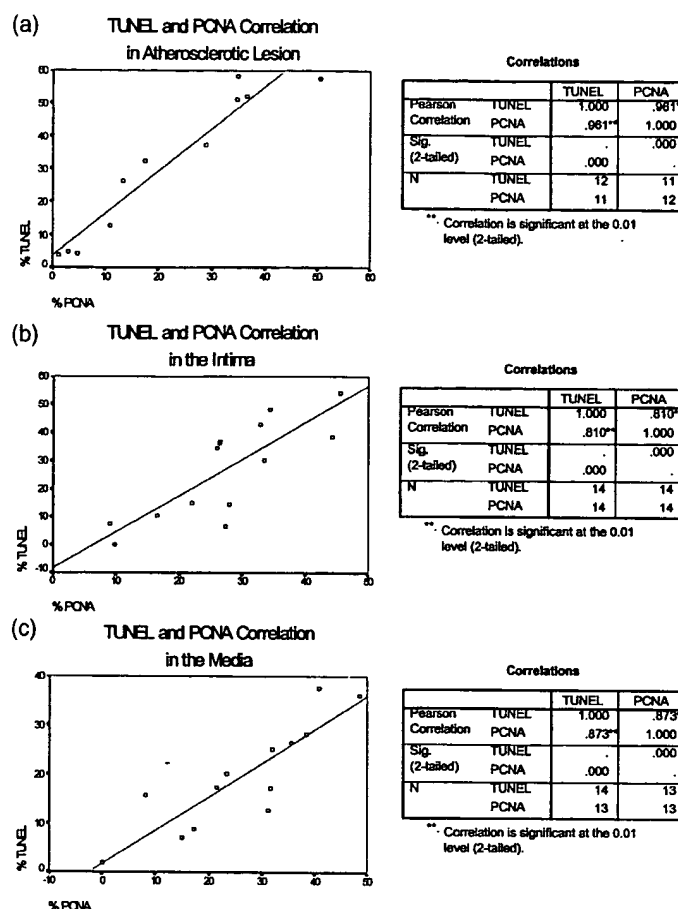 (a)
TUNEL and PCNA Correlation
in Atherosclerotic Lesion
60
50
40
30
20
10
0
% TUNEL
0 10 20 30 40 50 60
% PCNA
Correlations
TUNEL PCNA
Pearson TUNEL 1.000 .961*
Correlation PCNA .961** 1.000
Sig. TUNEL . .000
(2-tailed) PCNA .000 .
N TUNEL 12 11
PCNA 11 12
**. Correlation is significant at the 0.01
level (2-tailed).
(b)
TUNEL and PCNA Correlation
in the Intima
60
50
40
30
20
10
0
-10
% TUNEL
0 10 20 30 40 50
% PCNA
Correlations
TUNEL PCNA
Pearson TUNEL 1.000 .810*
Correlation PCNA .810** 1.000
Sig. TUNEL . .000
(2-tailed) PCNA .000 .
N TUNEL 14 14
PCNA 14 14
**. Correlation is significant at the 0.01
level (2-tailed).
(c)
TUNEL and PCNA Correlation
in the Media
40
30
20
10
0
% TUNEL
-10 0 10 20 30 40 50
% PCNA
Correlations
TUNEL PCNA
Pearson TUNEL 1.000 .873*
Correlation PCNA .873** 1.000
Sig. TUNEL . .000
(2-tailed) PCNA .000 .
N TUNEL 14 13
PCNA 13 13
**. Correlation is significant at the 0.01
level (2-tailed).